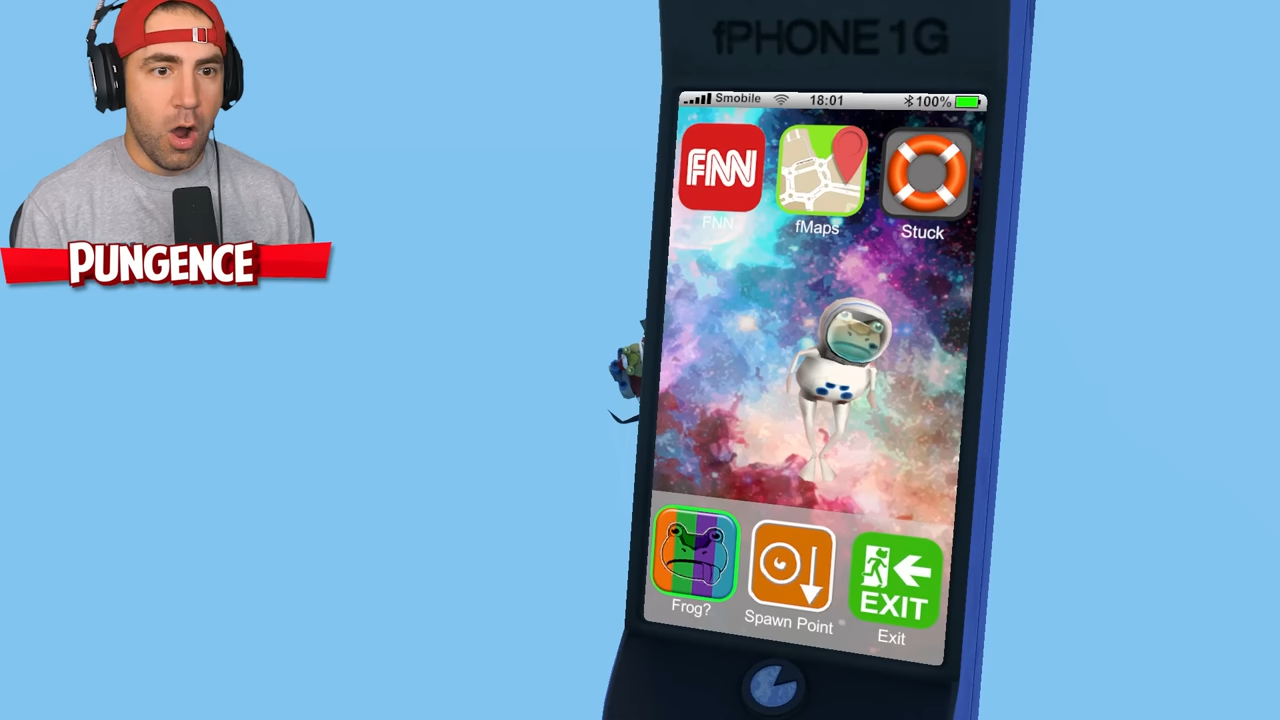 fPHONE 1G
Smobile 18:01 100%
FNN
FNN
fMaps
Stuck
PUNGENCE
Frog?
Spawn Point
EXIT
Exit